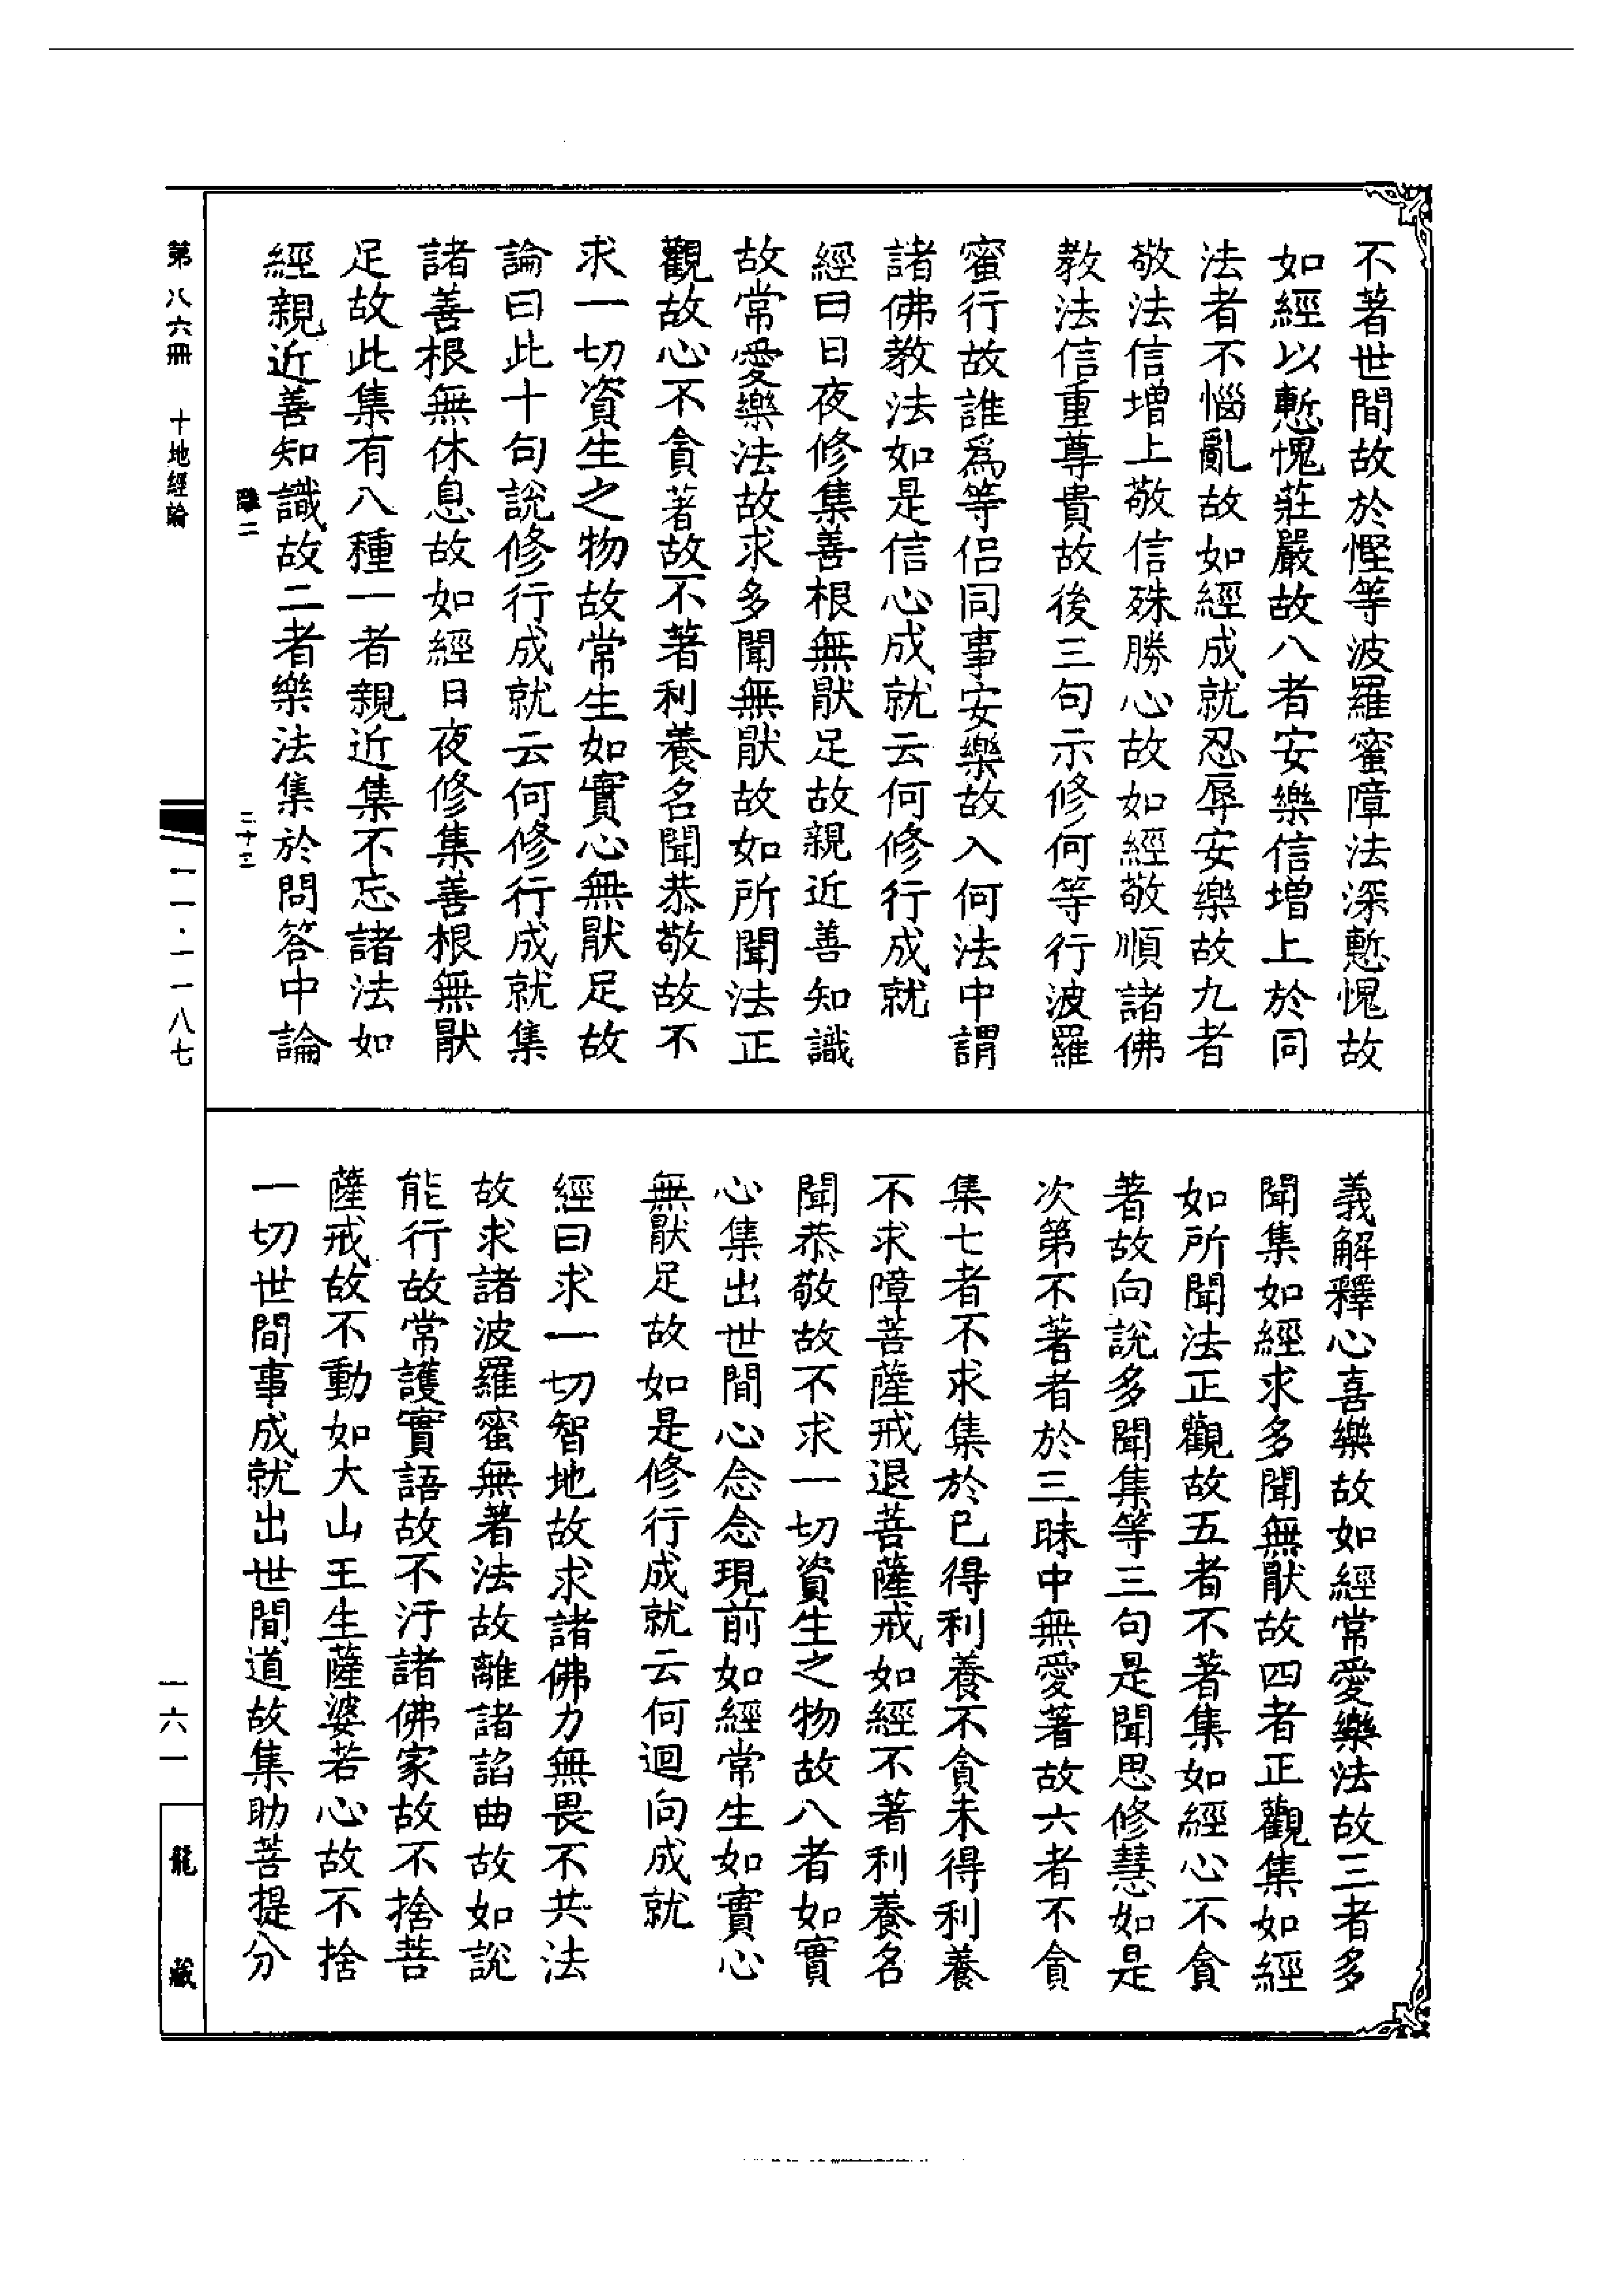 不著世間故於慳等波羅蜜障法深慙愧故
如經以慙愧莊嚴故八者安樂信增上於同
法者不惱亂故如經成就忍辱安樂故九者
敬法信增上敬信殊勝心故如經敬順諸佛
教法信重尊貴故後三句示修何等行波羅
蜜行故誰爲等侶同事安樂故入何法中謂
諸佛教法如是信心成就云何修行成就
經曰日夜修集善根無猒足故親近善知識
故常愛樂法故求多聞無猒故如所聞法正
觀故心不貪著故不著利養名聞恭敬故不
求一切資生之物故常生如實心無猒足故
論曰此十句說修行成就云何修行成就集
諸善根無休息故如經日夜修集善根無猒
足故此集有八種一者親近集不忘諸法如
經親近善知識故二者樂法集於問答中論
義解釋心喜樂故如經常愛樂法故三者多
聞集如經求多聞無猒故四者正觀集如經
如所聞法正觀故五者不著集如經心不貪
著故向說多聞集等三句是聞思修慧如是
次第不著者於三昧中無愛著故六者不貪
集七者不求集於已得利養不貪未得利養
不求障菩薩戒退菩薩戒如經不著利養名
聞恭敬故不求一切資生之物故八者如實
心集出世間心念念現前如經常生如實心
無猒足故如是修行成就云何迴向成就
經曰求一切智地故求諸佛力無畏不共法
故求諸波羅蜜無著法故離諸諂曲故如說
能行故常護實語故不汙諸佛家故不捨菩
薩戒故不動如大山王生薩婆若心故不捨
一切世間事成就出世間道故集助菩提分
第八六冊 十地經論
一一·一一八七
一六一
龍藏